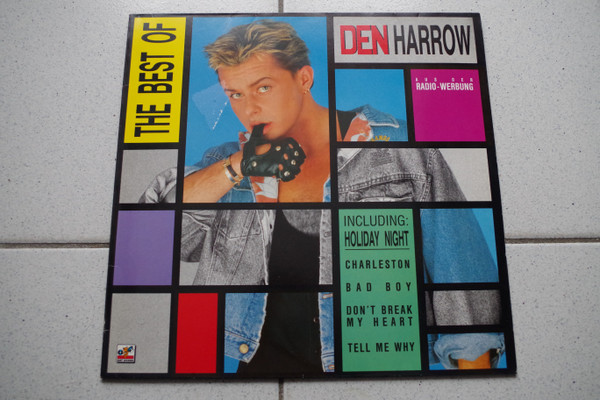 THE BEST OF
DEN HARROW
AUS DER
RADIO-WERBUNG
INCLUDING:
HOLIDAY NIGHT
CHARLESTON
BAD BOY
DON'T BREAK
MY HEART
TELL ME WHY